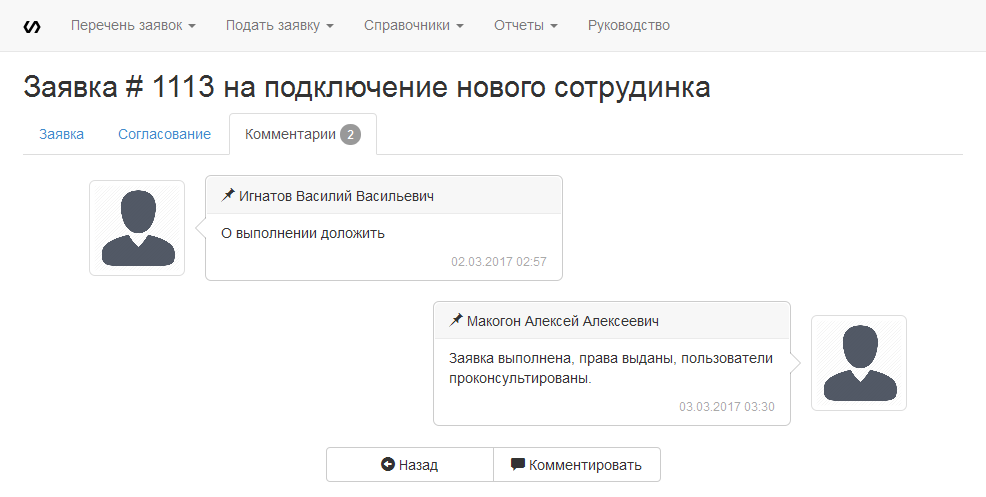 Перечень заявок Подать заявку Справочники Отчеты Руководство
Заявка # 1113 на подключение нового сотрудинка
Заявка Согласование Комментарии 2
Игнатов Василий Васильевич
О выполнении доложить
02.03.2017 02:57
Макогон Алексей Алексеевич
Заявка выполнена, права выданы, пользователи
проконсультированы.
03.03.2017 03:30
Назад Комментировать